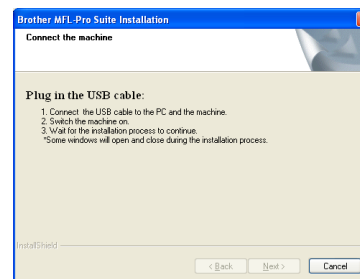 Brother MFL-Pro Suite Installation
Connect the machine
Plug in the USB cable:
1. Connect the USB cable to the PC and the machine.
2. Switch the machine on.
3. Wait for the installation process to continue.
*Some windows will open and close during the installation process.
InstallShield
< Back
Next >
Cancel